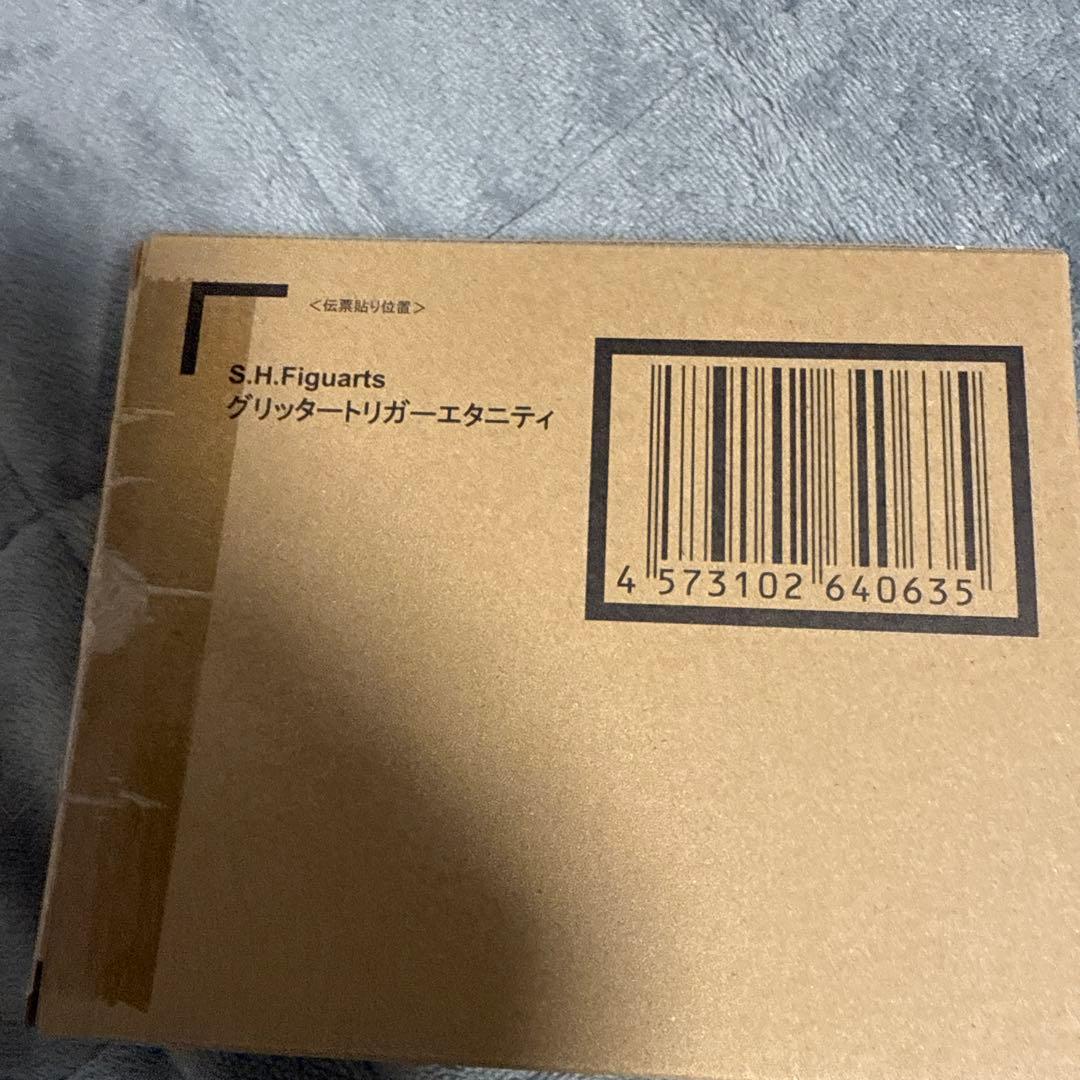 ＜伝票貼り位置＞
S.H.Figuarts
グリッタートリガーエタニティ
4 573102 640635